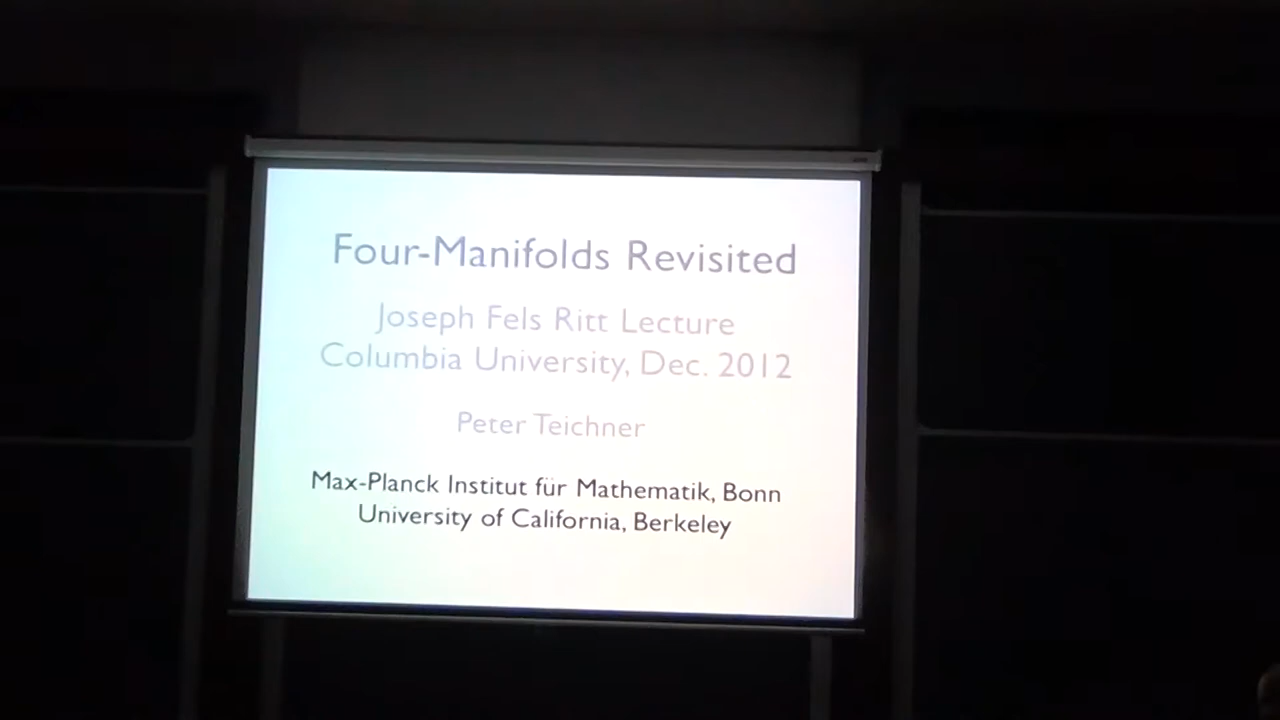 Four-Manifolds Revisited
Joseph Fels Ritt Lecture
Columbia University, Dec. 2012
Peter Teichner
Max-Planck Institut für Mathematik, Bonn
University of California, Berkeley